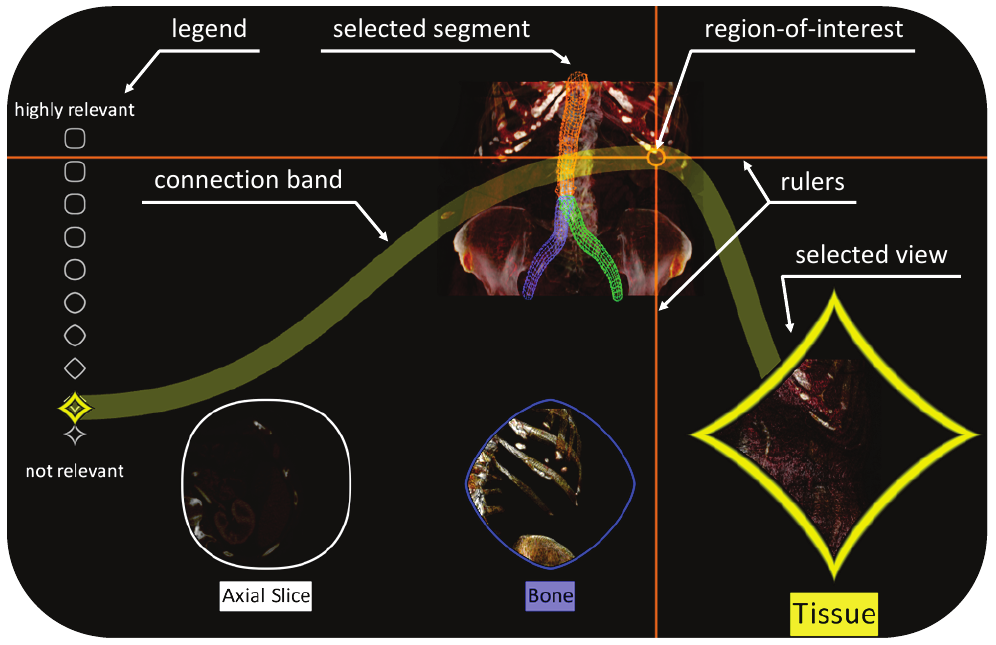 legend
selected segment
region-of-interest
highly relevant
connection band
rulers
selected view
not relevant
Axial Slice
Bone
Tissue